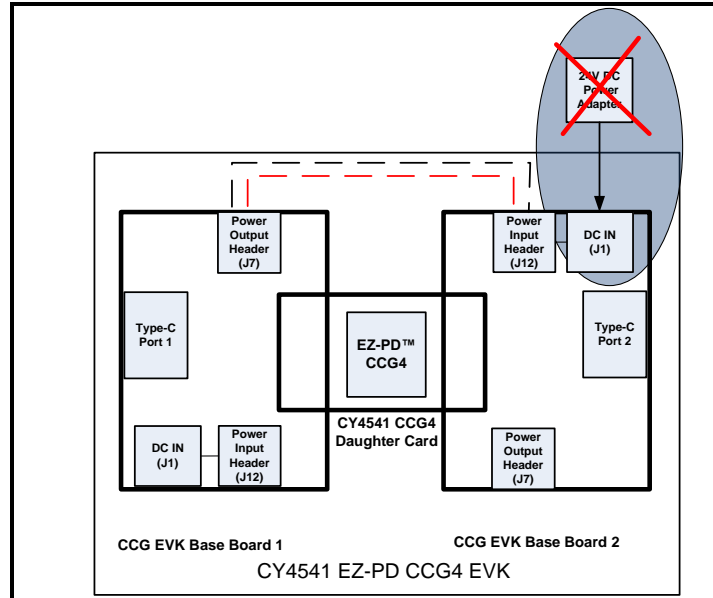 24V DC
Power
Adapter
Power
Output
Header
(J7)
Power
Input
Header
(J12)
DC IN
(J1)
Type-C
Port 1
EZ-PD™
CCG4
Type-C
Port 2
CY4541 CCG4
Daughter Card
DC IN
(J1)
Power
Input
Header
(J12)
Power
Output
Header
(J7)
CCG EVK Base Board 1
CCG EVK Base Board 2
CY4541 EZ-PD CCG4 EVK